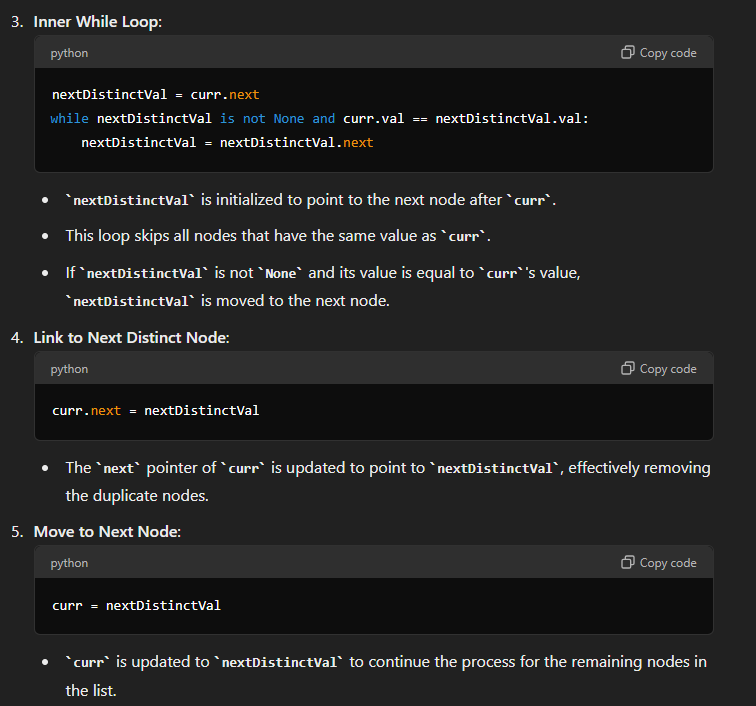 3. Inner While Loop:
python Copy code
nextDistinctVal = curr.next
while nextDistinctVal is not None and curr.val == nextDistinctVal.val:
    nextDistinctVal = nextDistinctVal.next
• `nextDistinctVal` is initialized to point to the next node after `curr`.
• This loop skips all nodes that have the same value as `curr`.
• If `nextDistinctVal` is not `None` and its value is equal to `curr`'s value,
`nextDistinctVal` is moved to the next node.
4. Link to Next Distinct Node:
python Copy code
curr.next = nextDistinctVal
• The `next` pointer of `curr` is updated to point to `nextDistinctVal`, effectively removing
the duplicate nodes.
5. Move to Next Node:
python Copy code
curr = nextDistinctVal
• `curr` is updated to `nextDistinctVal` to continue the process for the remaining nodes in
the list.